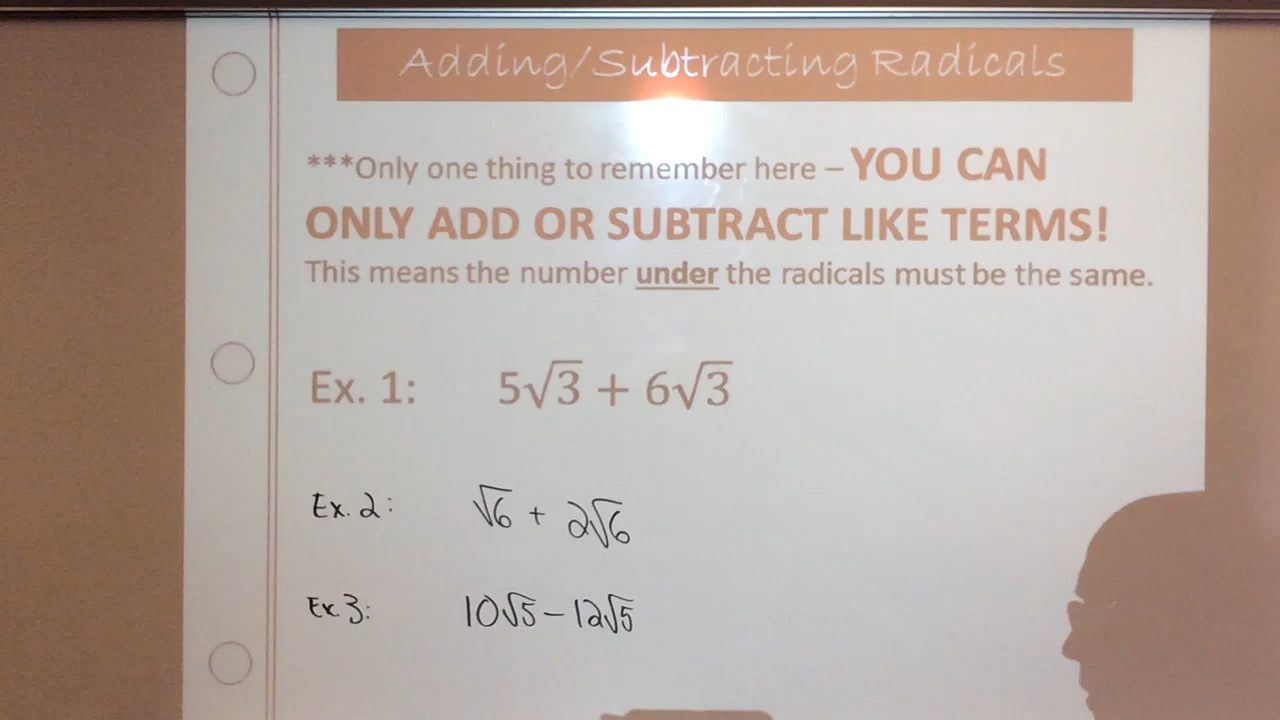 Adding/Subtracting Radicals
***Only one thing to remember here – YOU CAN
ONLY ADD OR SUBTRACT LIKE TERMS!
This means the number under the radicals must be the same.
Ex. 1: 5√3 + 6√3
Ex. 2: √6 + 2√6
Ex 3: 10√5 − 12√5